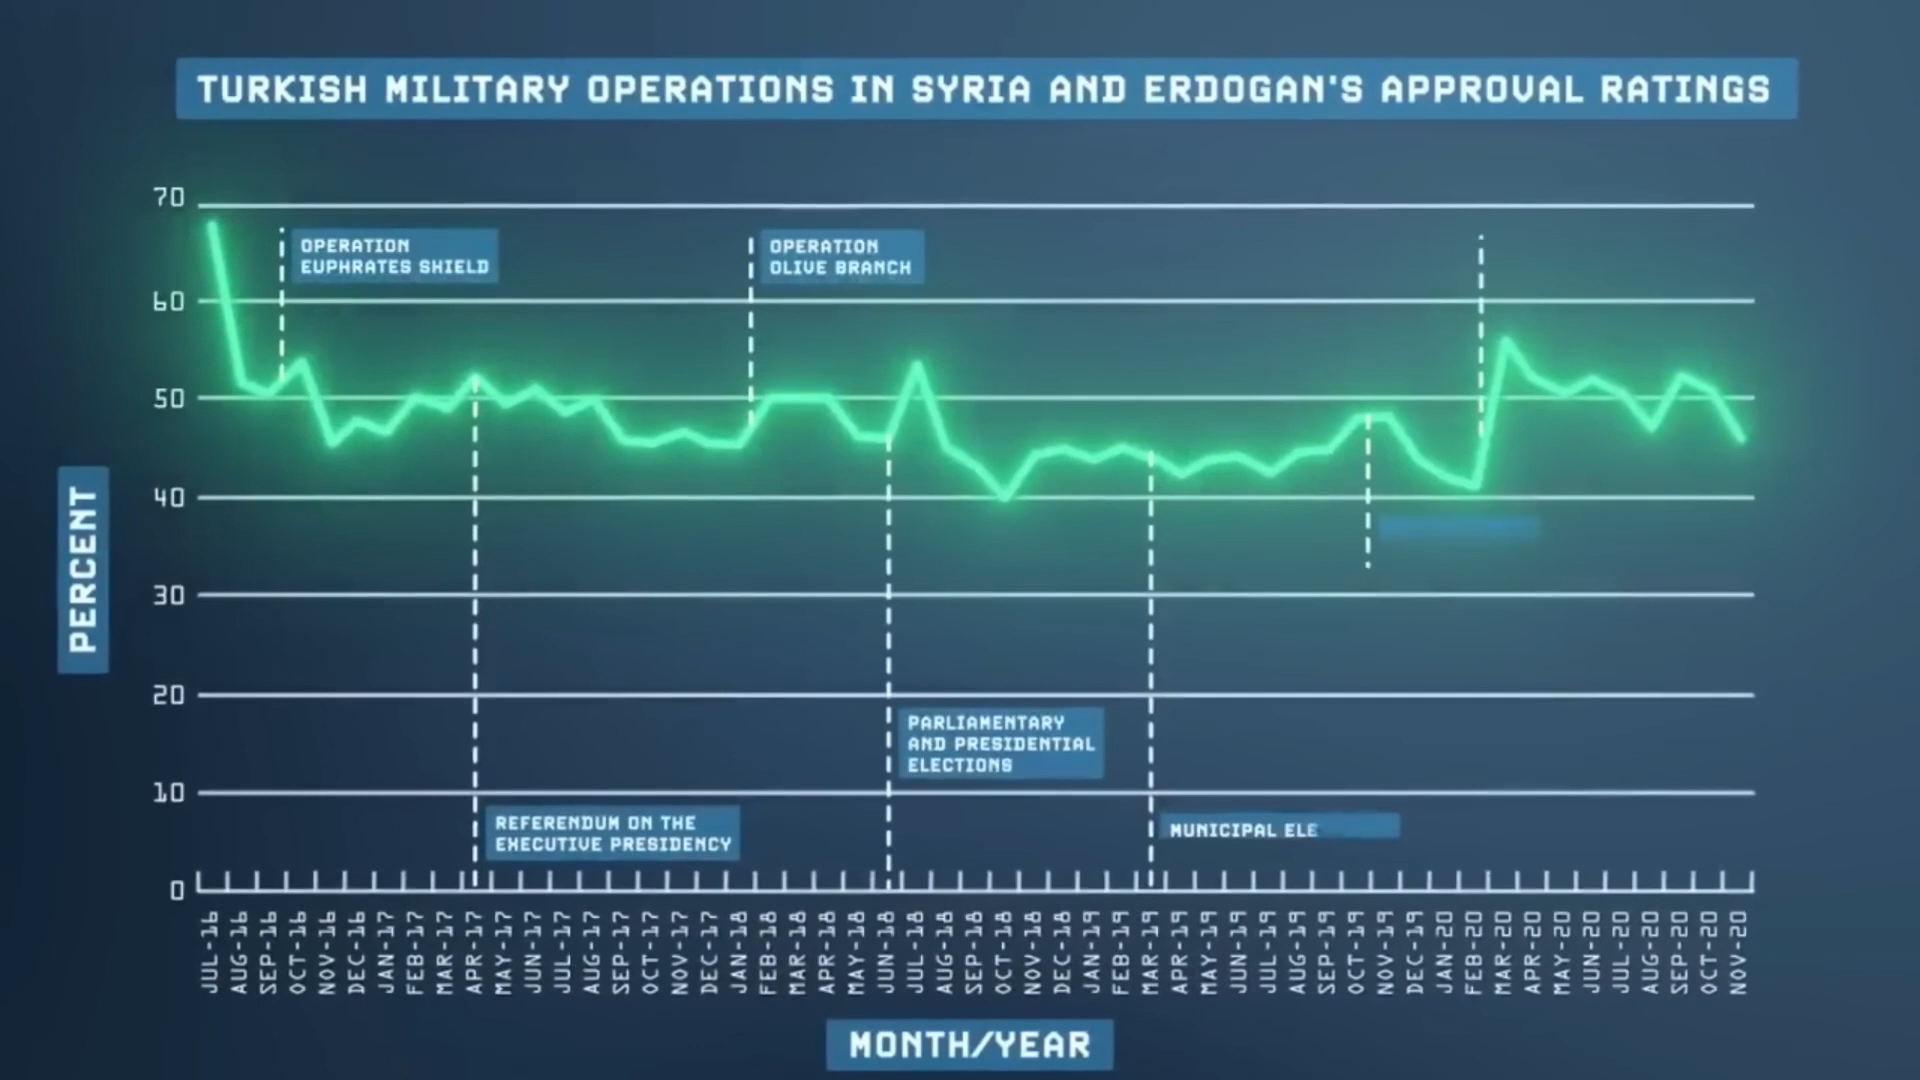 TURKISH MILITARY OPERATIONS IN SYRIA AND ERDOGAN'S APPROVAL RATINGS
70
OPERATION
EUPHRATES SHIELD
OPERATION
OLIVE BRANCH
60
50
40
PERCENT
30
20
PARLIAMENTARY
AND PRESIDENTIAL
ELECTIONS
10
REFERENDUM ON THE
EXECUTIVE PRESIDENCY
MUNICIPAL ELE
0
JUL-16
AUG-16
SEP-16
OCT-16
NOV-16
DEC-16
JAN-17
FEB-17
MAR-17
APR-17
MAY-17
JUN-17
JUL-17
AUG-17
SEP-17
OCT-17
NOV-17
DEC-17
JAN-18
FEB-18
MAR-18
APR-18
MAY-18
JUN-18
JUL-18
AUG-18
SEP-18
OCT-18
NOV-18
DEC-18
JAN-19
FEB-19
MAR-19
APR-19
MAY-19
JUN-19
JUL-19
AUG-19
SEP-19
OCT-19
NOV-19
DEC-19
JAN-20
FEB-20
MAR-20
APR-20
MAY-20
JUN-20
JUL-20
AUG-20
SEP-20
OCT-20
NOV-20
MONTH/YEAR